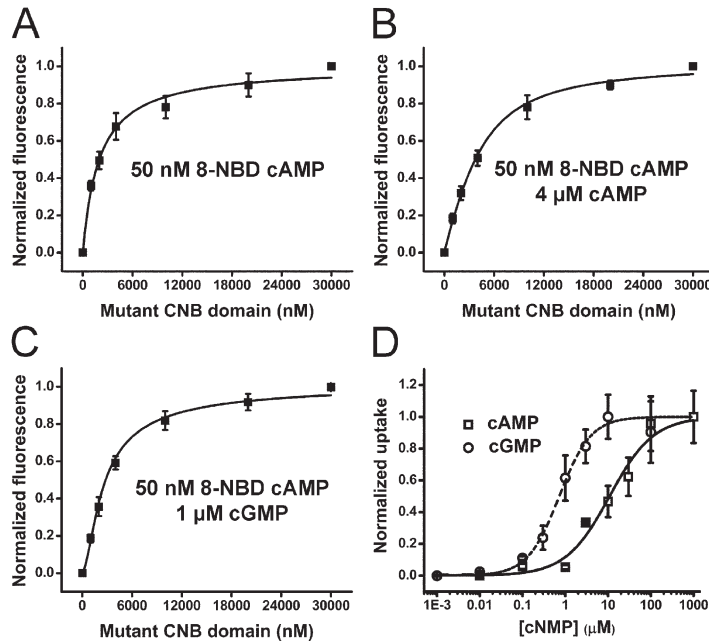 A
Normalized fluorescence
1.0
0.8
0.6
0.4
0.2
0.0
50 nM 8-NBD cAMP
0 6000 12000 18000 24000 30000
Mutant CNB domain (nM)
B
Normalized fluorescence
1.0
0.8
0.6
0.4
0.2
0.0
50 nM 8-NBD cAMP
4 µM cAMP
0 6000 12000 18000 24000 30000
Mutant CNB domain (nM)
C
Normalized fluorescence
1.0
0.8
0.6
0.4
0.2
0.0
50 nM 8-NBD cAMP
1 µM cGMP
0 6000 12000 18000 24000 30000
Mutant CNB domain (nM)
D
Normalized uptake
1.2
1.0
0.8
0.6
0.4
0.2
0.0
cAMP
cGMP
1E-3 0.01 0.1 1 10 100 1000
[cNMP] (µM)